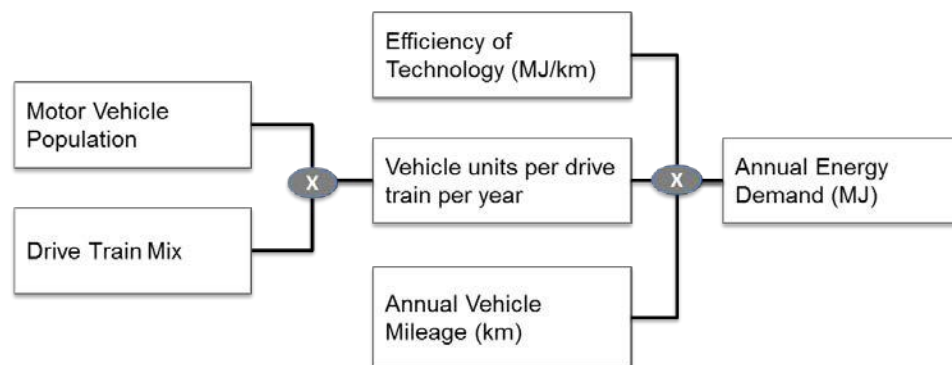 Motor Vehicle
Population
Drive Train Mix
X
Efficiency of
Technology (MJ/km)
Vehicle units per drive
train per year
Annual Vehicle
Mileage (km)
X
Annual Energy
Demand (MJ)